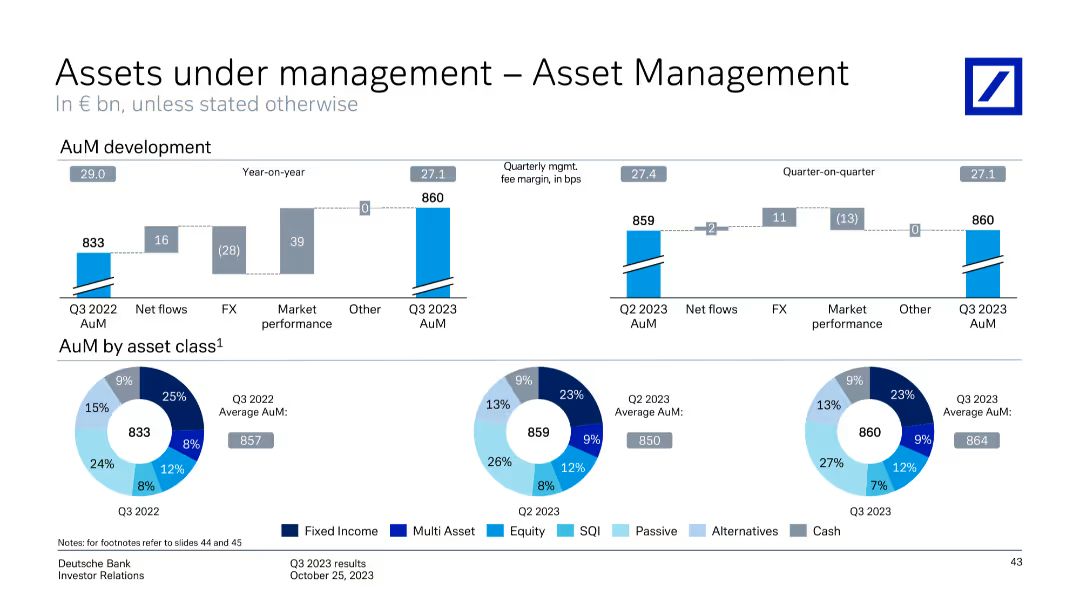 Assets under management – Asset Management
In € bn, unless stated otherwise
AuM development
29.0
Year-on-year
27.1
Quarterly mgmt.
fee margin, in bps
27.4
Quarter-on-quarter
27.1
833
16
(28)
39
0
860
859
2
11
(13)
0
860
Q3 2022
AuM
Net flows
FX
Market
performance
Other
Q3 2023
AuM
Q2 2023
AuM
Net flows
FX
Market
performance
Other
Q3 2023
AuM
AuM by asset class1
9%
25%
15%
8%
24%
12%
8%
833
Q3 2022
Q3 2022
Average AuM:
857
9%
23%
13%
9%
26%
12%
8%
859
Q2 2023
Q2 2023
Average AuM:
850
9%
23%
13%
9%
27%
12%
7%
860
Q3 2023
Q3 2023
Average AuM:
864
Fixed Income
Multi Asset
Equity
SQI
Passive
Alternatives
Cash
Notes: for footnotes refer to slides 44 and 45
Deutsche Bank
Investor Relations
Q3 2023 results
October 25, 2023
43